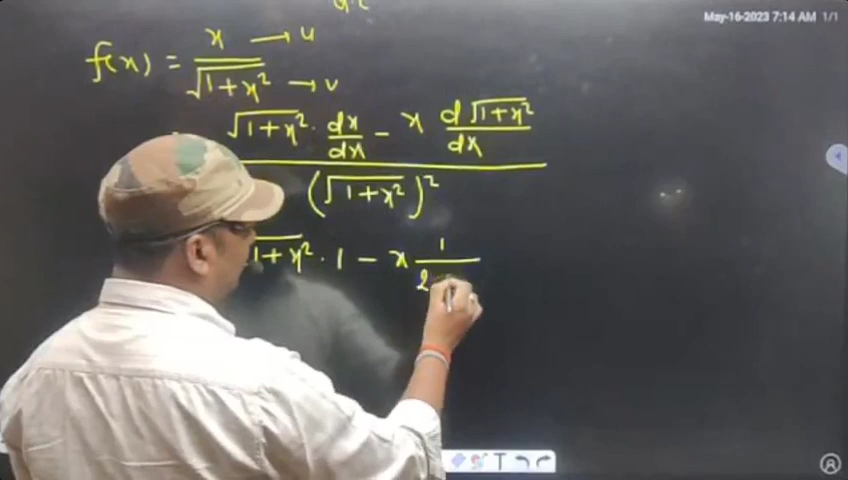 May-16-2023 7:14 AM 1/1
f(x) = x → u
√1+x² → v
√1+x² · dx/dx - x d√1+x²/dx
(√1+x²)²
1+x² · 1 - x 1/2
T